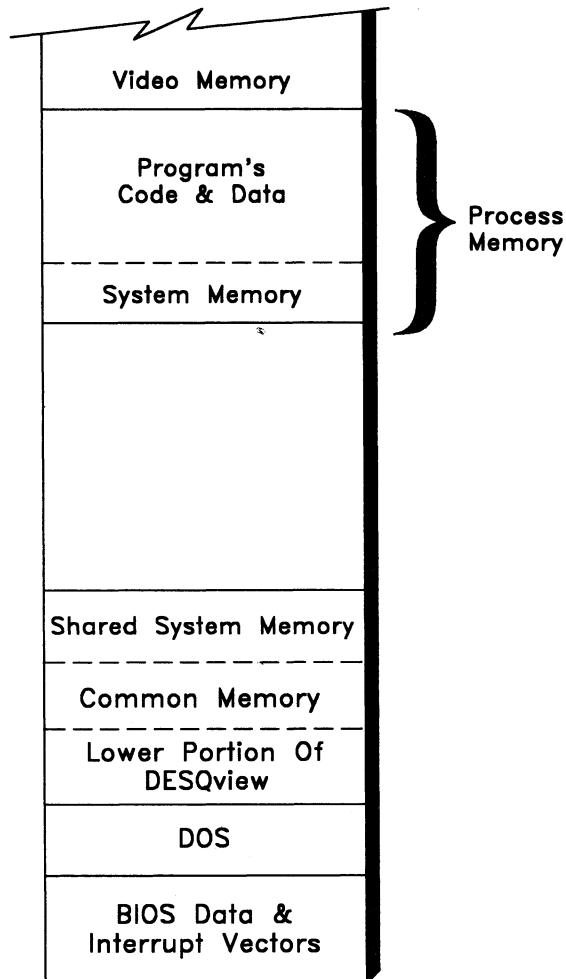 Video Memory
Program's
Code & Data
Process
Memory
System Memory
Shared System Memory
Common Memory
Lower Portion Of
DESQview
DOS
BIOS Data &
Interrupt Vectors